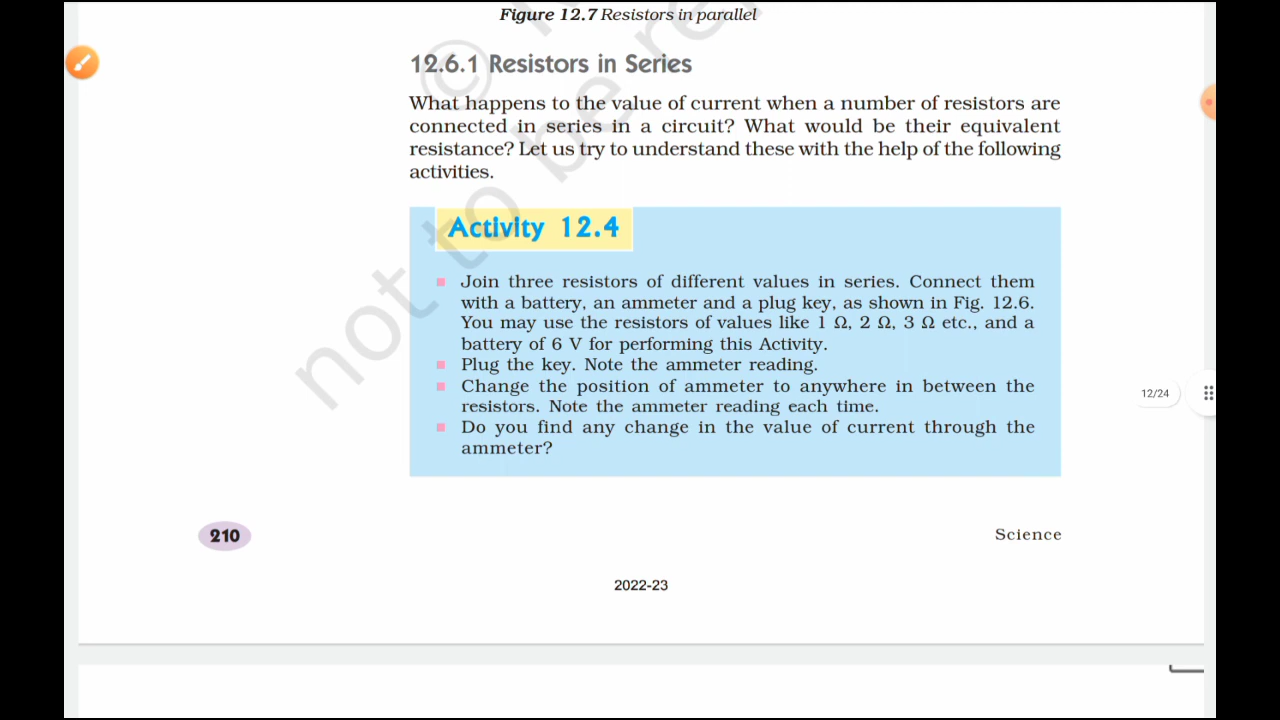 Figure 12.7 Resistors in parallel
12.6.1 Resistors in Series
What happens to the value of current when a number of resistors are
connected in series in a circuit? What would be their equivalent
resistance? Let us try to understand these with the help of the following
activities.
Activity 12.4
Join three resistors of different values in series. Connect them
with a battery, an ammeter and a plug key, as shown in Fig. 12.6.
You may use the resistors of values like 1 Ω, 2 Ω, 3 Ω etc., and a
battery of 6 V for performing this Activity.
Plug the key. Note the ammeter reading.
Change the position of ammeter to anywhere in between the
resistors. Note the ammeter reading each time.
Do you find any change in the value of current through the
ammeter?
12/24
210
Science
2022-23
©
not to be